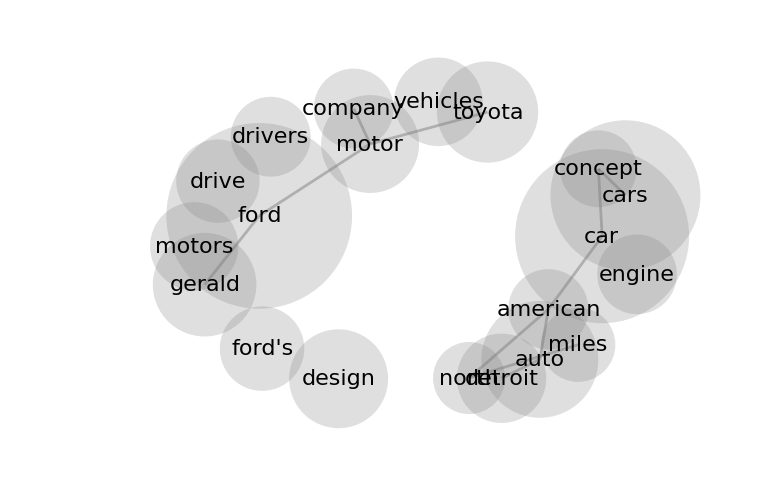 vehicles
company
toyota
drivers
motor
concept
drive
cars
ford
car
motors
engine
gerald
american
miles
ford's
auto
design
north
detroit